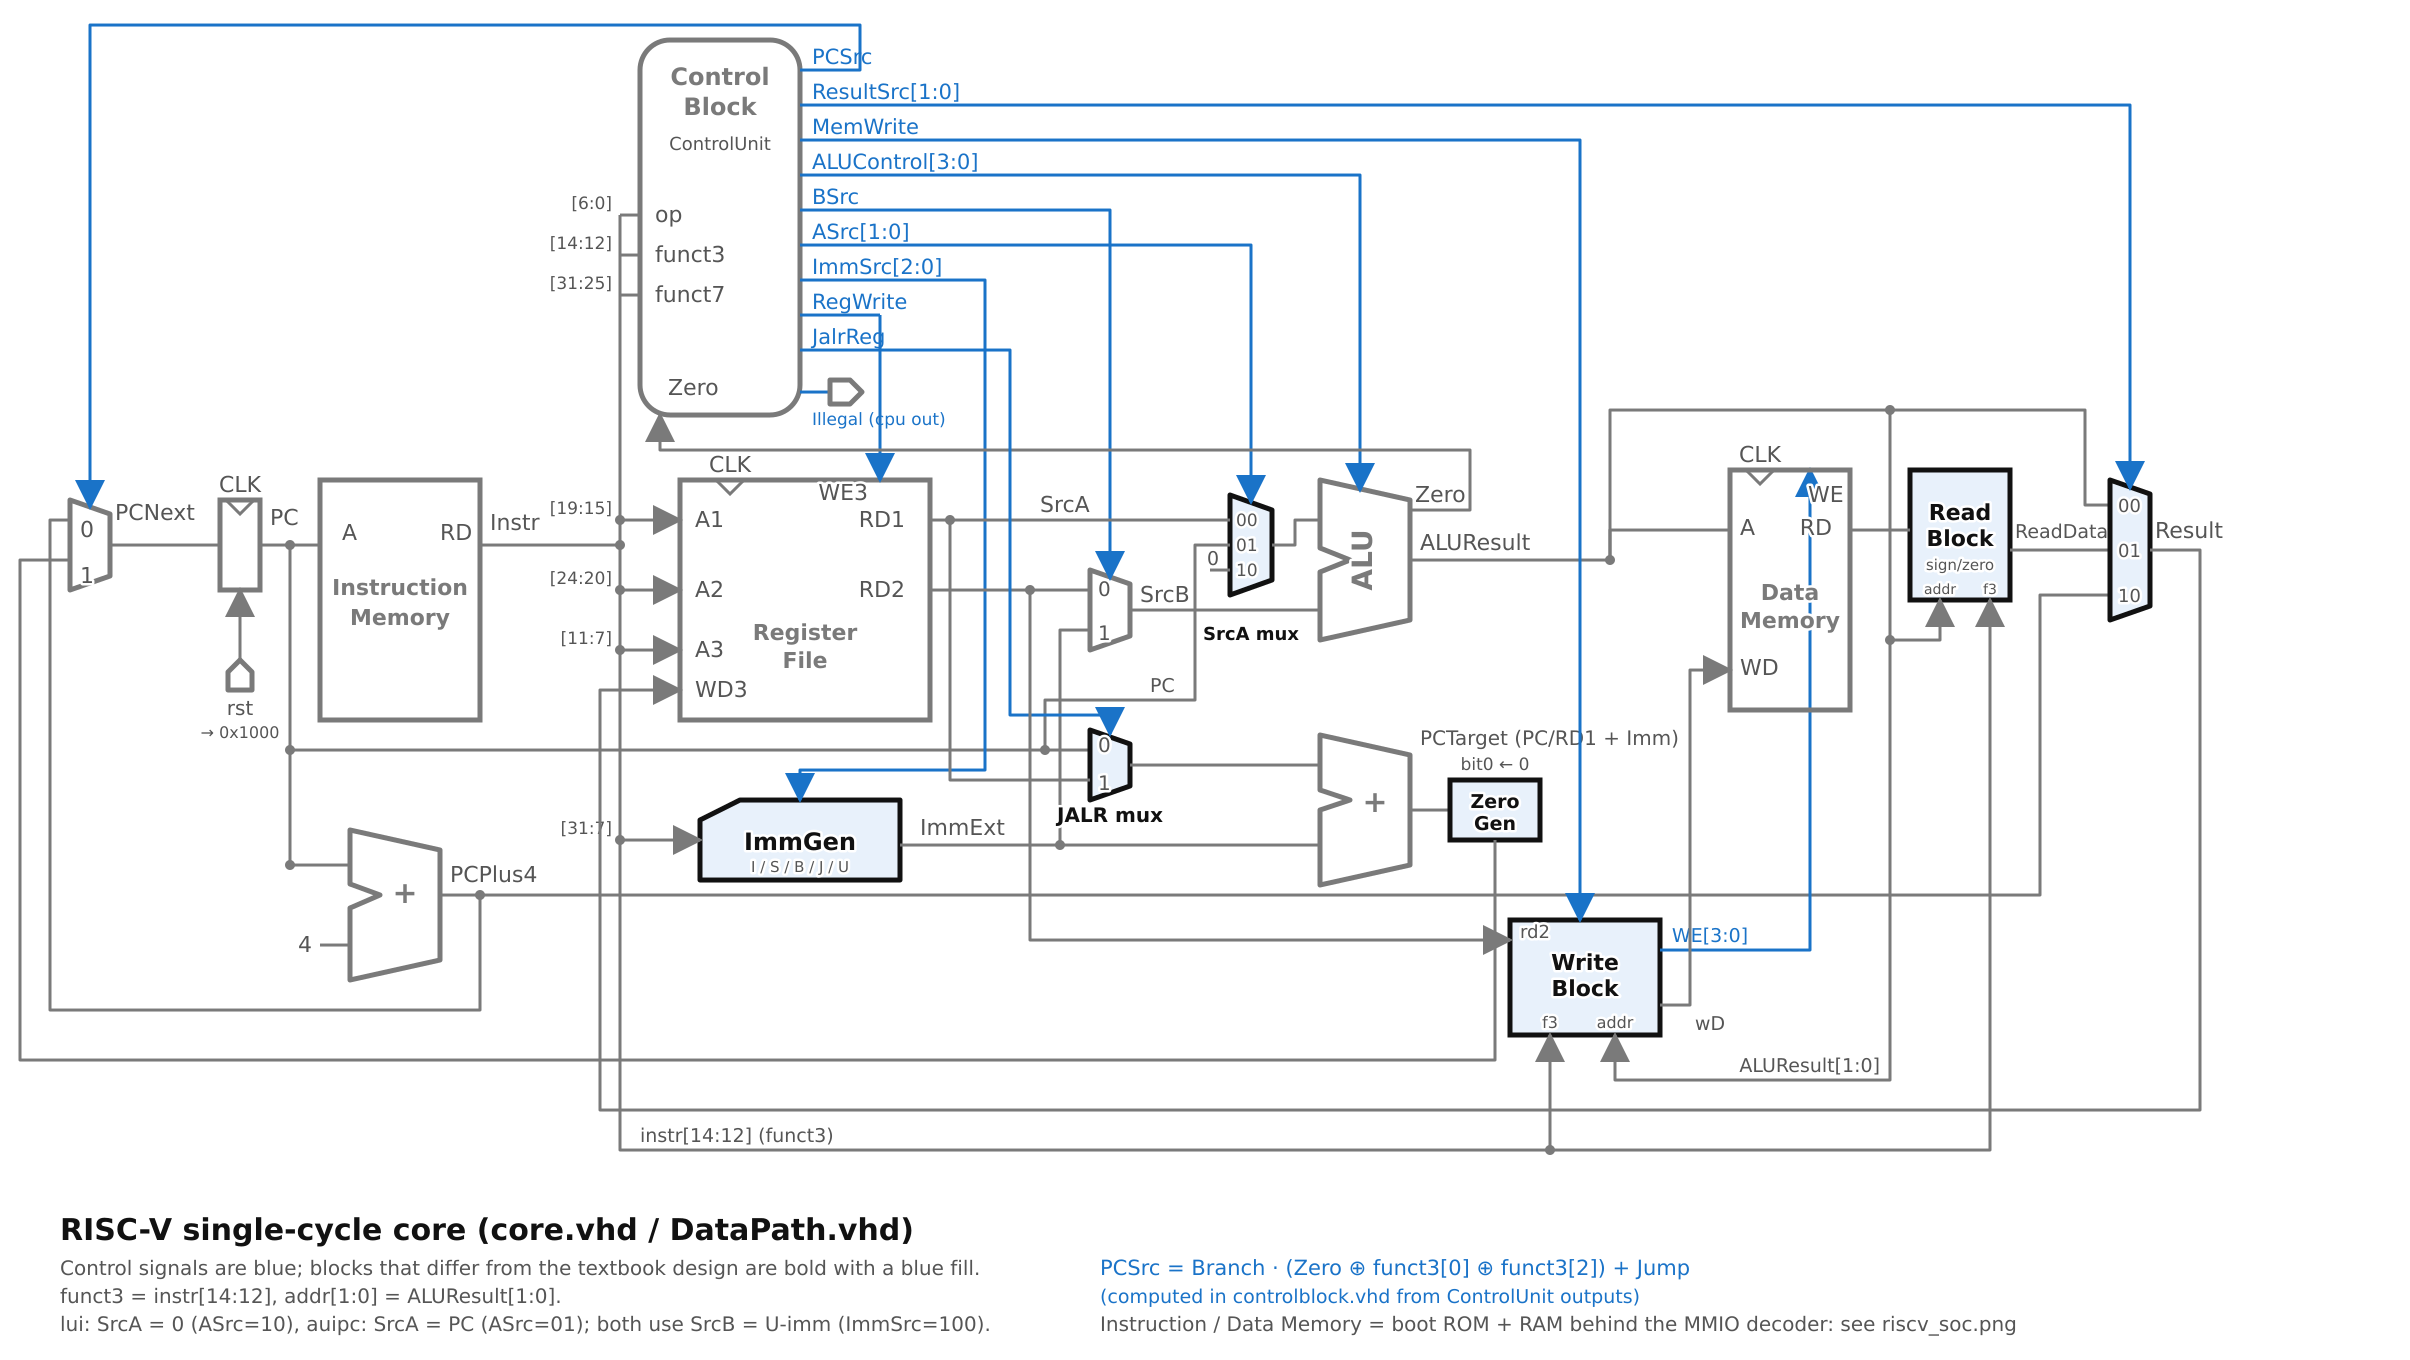 PCSrc
Control
Block
ResultSrc[1:0]
MemWrite
ControlUnit
ALUControl[3:0]
BSrc
[6:0]
op
ASrc[1:0]
[14:12]
funct3
ImmSrc[2:0]
[31:25]
funct7
RegWrite
JalrReg
Zero
Illegal (cpu out)
CLK
CLK
CLK
WE3
Zero
WE
0
PCNext
PC
A
RD
Instr
[19:15]
A1
RD1
SrcA
00
01
10
0
ALU
ALUResult
A
RD
Read
Block
sign/zero
addr
f3
ReadData
00
01
10
Result
1
Instruction
Memory
[24:20]
A2
RD2
0
1
SrcB
SrcA mux
Data
Memory
Register
File
[11:7]
A3
WD3
WD
PC
rst
→ 0x1000
0
1
JALR mux
PCTarget (PC/RD1 + Imm)
bit0 ← 0
Zero
Gen
+
[31:7]
ImmGen
I / S / B / J / U
ImmExt
PCPlus4
+
4
rd2
Write
Block
f3
addr
WE[3:0]
wD
ALUResult[1:0]
instr[14:12] (funct3)
RISC-V single-cycle core (core.vhd / DataPath.vhd)
Control signals are blue; blocks that differ from the textbook design are bold with a blue fill.
funct3 = instr[14:12], addr[1:0] = ALUResult[1:0].
lui: SrcA = 0 (ASrc=10), auipc: SrcA = PC (ASrc=01); both use SrcB = U-imm (ImmSrc=100).
PCSrc = Branch · (Zero ⊕ funct3[0] ⊕ funct3[2]) + Jump
(computed in controlblock.vhd from ControlUnit outputs)
Instruction / Data Memory = boot ROM + RAM behind the MMIO decoder: see riscv_soc.png